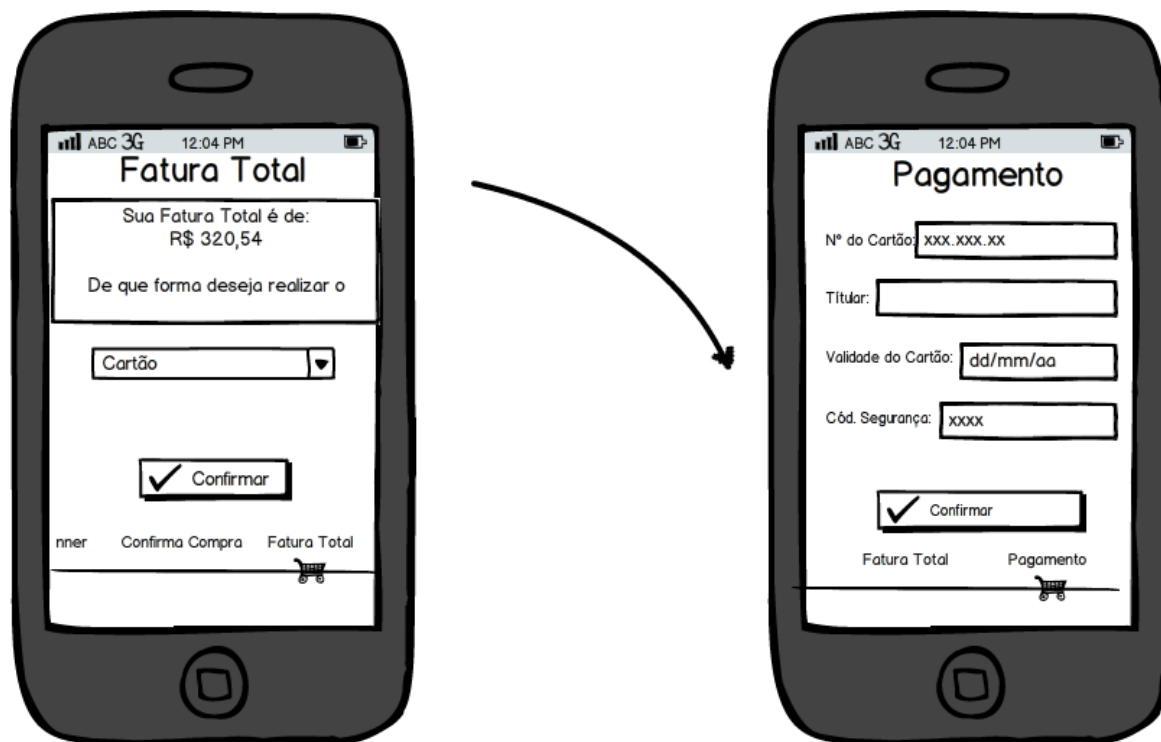 ABC 3G 12:04 PM
Fatura Total
Sua Fatura Total é de:
R$ 320,54
De que forma deseja realizar o
Cartão
Confirmar
nner Confirma Compra Fatura Total
ABC 3G 12:04 PM
Pagamento
Nº do Cartão: xxx.xxx.xx
Títular:
Validade do Cartão: dd/mm/aa
Cód. Segurança: xxxx
Confirmar
Fatura Total Pagamento